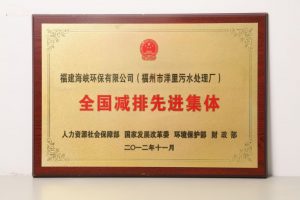 福建海峡环保有限公司（福州市洋里污水处理厂）
全国减排先进集体
人力资源社会保障部 国家发展改革委 环境保护部 财政部
二〇一二年十一月